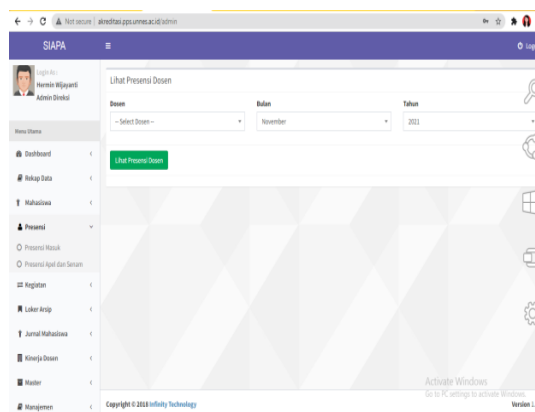 Not secure | akreditasi.pps.unnes.ac.id/admin
SIAPA
Log
Login As :
Hermin Wijayanti
Admin Direksi
Menu Utama
Dashboard
Rekap Data
Mahasiswa
Presensi
Presensi Masuk
Presensi Apel dan Senam
Kegiatan
Loker Arsip
Jurnal Mahasiswa
Kinerja Dosen
Master
Manajemen
Lihat Presensi Dosen
Dosen
Bulan
Tahun
-- Select Dosen --
November
2021
Lihat Presensi Dosen
Activate Windows
Go to PC settings to activate Windows.
Copyright © 2016 Infinity Technology
Version 1.